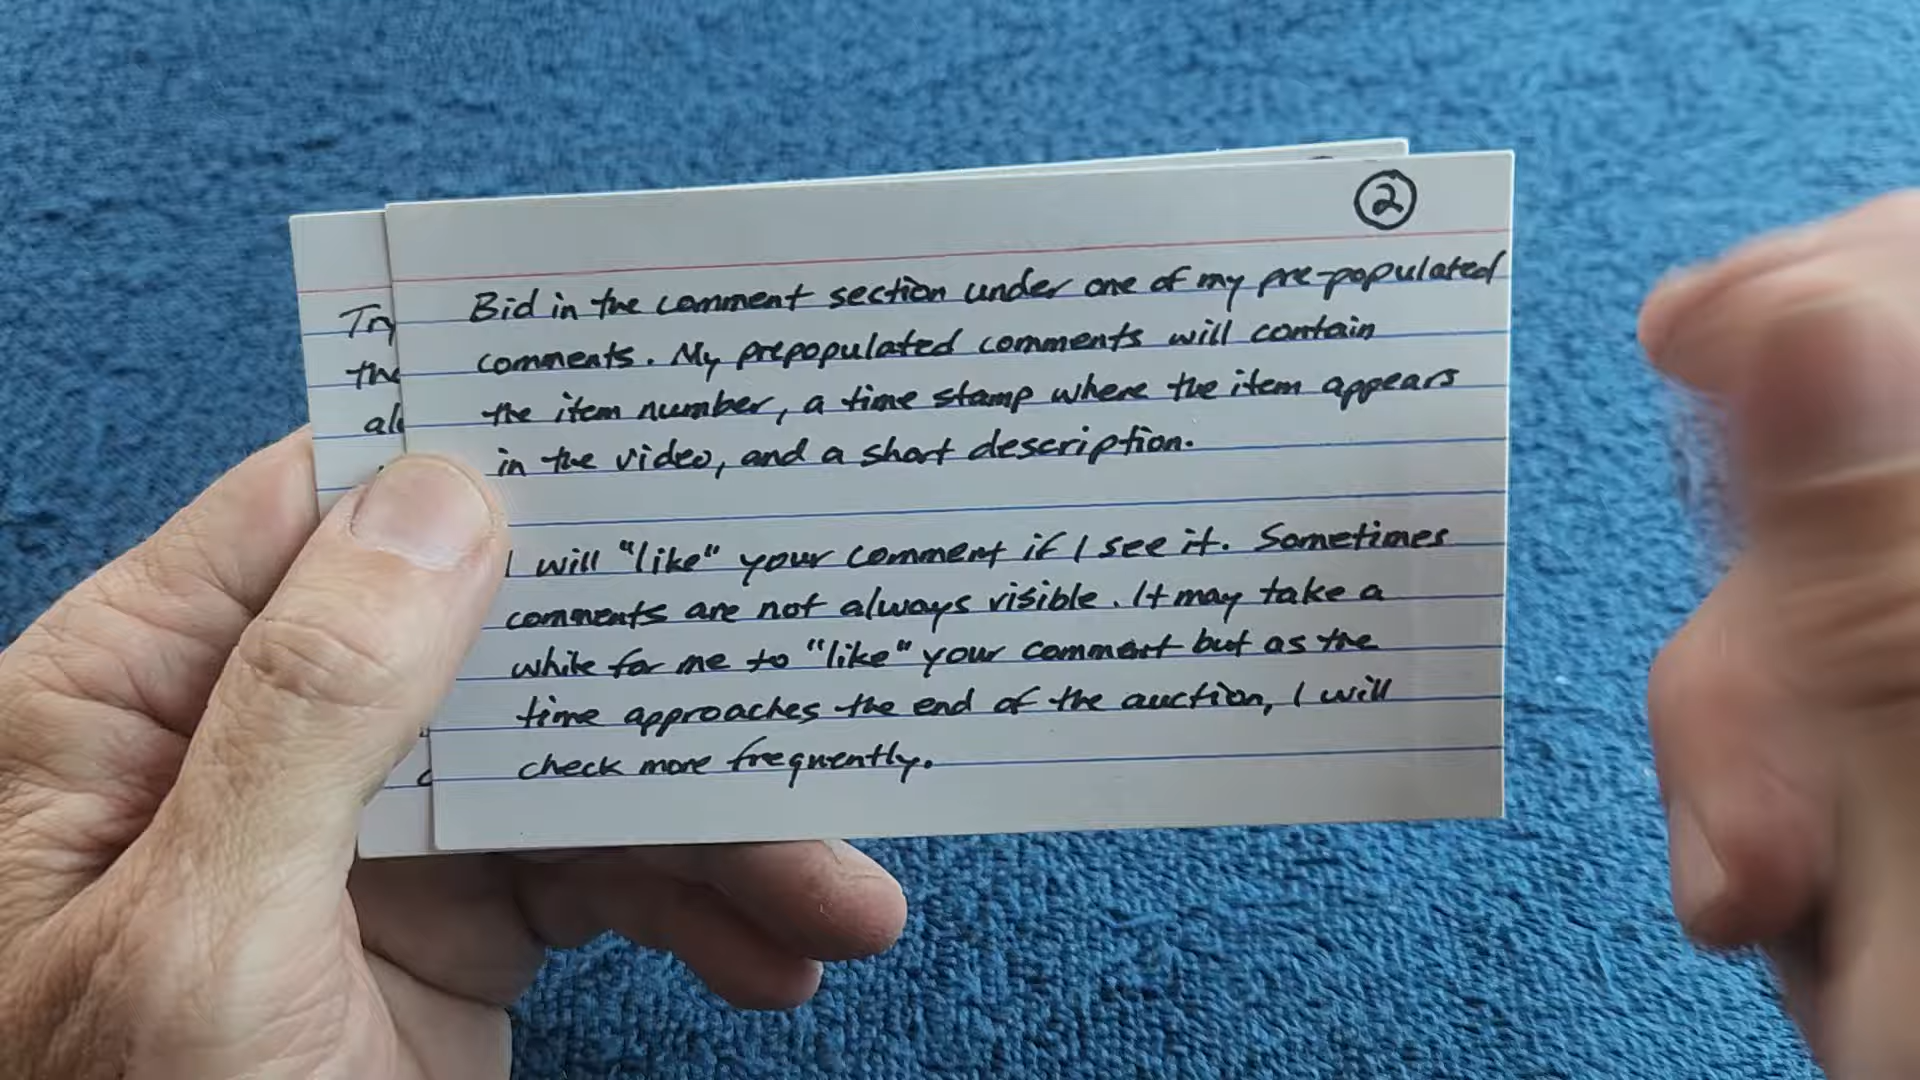 2
Bid in the comment section under one of my pre-populated
comments. My prepopulated comments will contain
the item number, a time stamp where the item appears
in the video, and a short description.
I will "like" your comment if I see it. Sometimes
comments are not always visible. It may take a
while for me to "like" your comment but as the
time approaches the end of the auction, I will
check more frequently.
Try
the